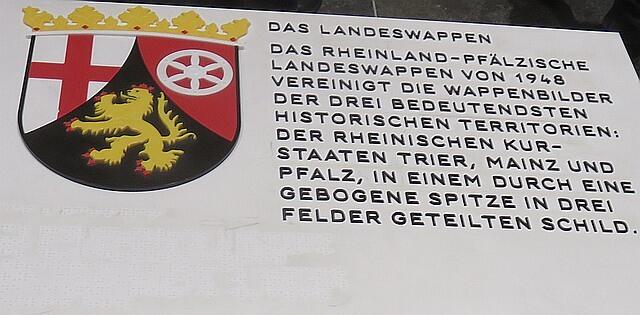 DAS LANDESWAPPEN
DAS RHEINLAND-PFÄLZISCHE
LANDESWAPPEN VON 1948
VEREINIGT DIE WAPPENBILDER
DER DREI BEDEUTENDSTEN
HISTORISCHEN TERRITORIEN:
DER RHEINISCHEN KUR-
STAATEN TRIER, MAINZ UND
PFALZ, IN EINEM DURCH EINE
GEBOGENE SPITZE IN DREI
FELDER GETEILTEN SCHILD.